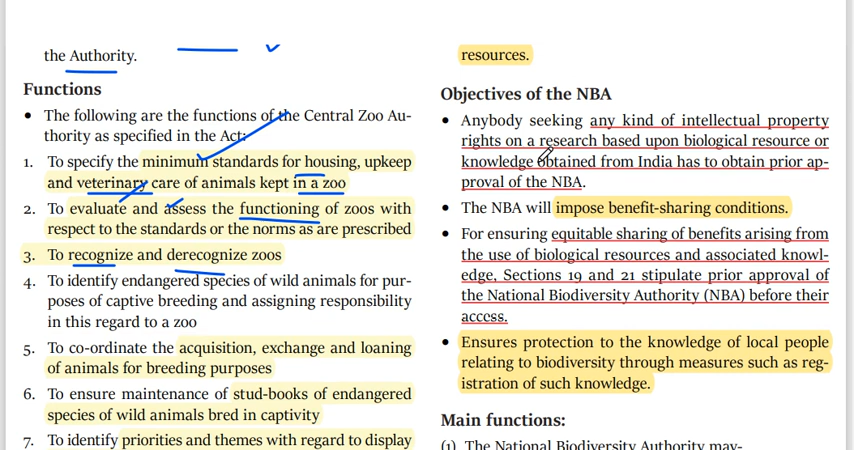 the Authority.
Functions
• The following are the functions of the Central Zoo Au-
thority as specified in the Act:
1. To specify the minimum standards for housing, upkeep
and veterinary care of animals kept in a zoo
2. To evaluate and assess the functioning of zoos with
respect to the standards or the norms as are prescribed
3. To recognize and derecognize zoos
4. To identify endangered species of wild animals for pur-
poses of captive breeding and assigning responsibility
in this regard to a zoo
5. To co-ordinate the acquisition, exchange and loaning
of animals for breeding purposes
6. To ensure maintenance of stud-books of endangered
species of wild animals bred in captivity
7. To identify priorities and themes with regard to display
resources.
Objectives of the NBA
• Anybody seeking any kind of intellectual property
rights on a research based upon biological resource or
knowledge obtained from India has to obtain prior ap-
proval of the NBA.
• The NBA will impose benefit-sharing conditions.
• For ensuring equitable sharing of benefits arising from
the use of biological resources and associated knowl-
edge, Sections 19 and 21 stipulate prior approval of
the National Biodiversity Authority (NBA) before their
access.
• Ensures protection to the knowledge of local people
relating to biodiversity through measures such as reg-
istration of such knowledge.
Main functions:
(1) The National Biodiversity Authority may-